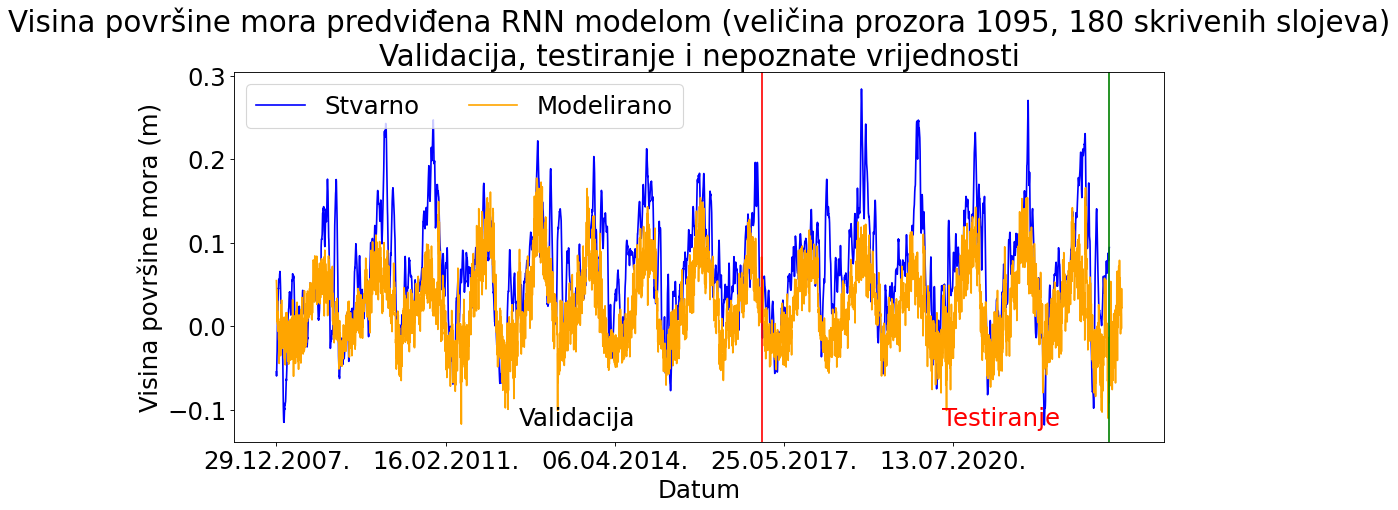 Visina površine mora predviđena RNN modelom (veličina prozora 1095, 180 skrivenih slojeva)
Validacija, testiranje i nepoznate vrijednosti
Stvarno
Modelirano
Visina površine mora (m)
0.3
0.2
0.1
0.0
−0.1
Validacija
Testiranje
29.12.2007.
16.02.2011.
06.04.2014.
25.05.2017.
13.07.2020.
Datum